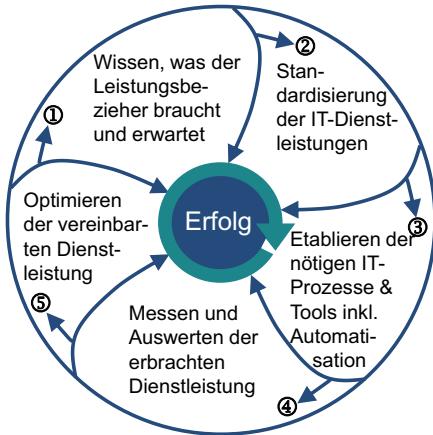 ①
Wissen, was der
Leistungsbe-
zieher braucht
und erwartet
②
Stan-
dardisierung
der IT-Dienst-
leistungen
③
Etablieren der
nötigen IT-
Prozesse &
Tools inkl.
Automati-
sation
④
Messen und
Auswerten der
erbrachten
Dienstleistung
⑤
Optimieren
der vereinbar-
ten Dienst-
leistung
Erfolg